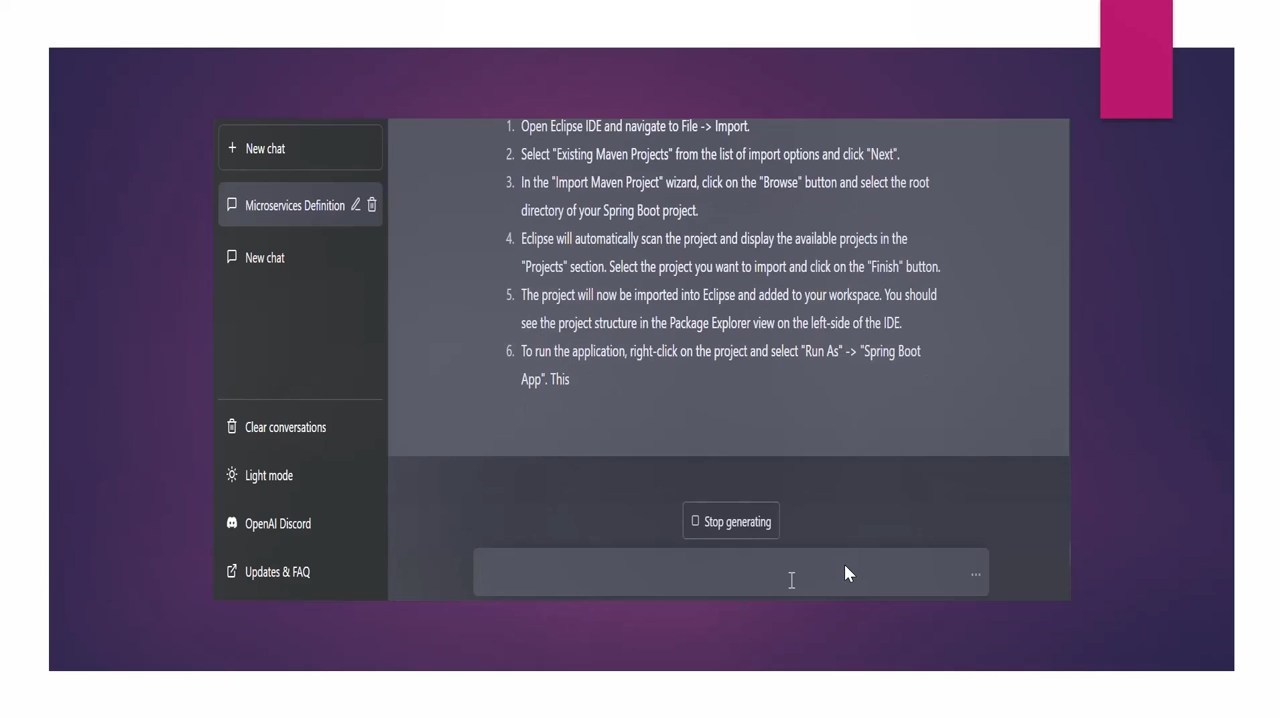 + New chat
Microservices Definition
New chat
Clear conversations
Light mode
OpenAI Discord
Updates & FAQ
1. Open Eclipse IDE and navigate to File -> Import.
2. Select "Existing Maven Projects" from the list of import options and click "Next".
3. In the "Import Maven Project" wizard, click on the "Browse" button and select the root
directory of your Spring Boot project.
4. Eclipse will automatically scan the project and display the available projects in the
"Projects" section. Select the project you want to import and click on the "Finish" button.
5. The project will now be imported into Eclipse and added to your workspace. You should
see the project structure in the Package Explorer view on the left-side of the IDE.
6. To run the application, right-click on the project and select "Run As" -> "Spring Boot
App". This
Stop generating
...